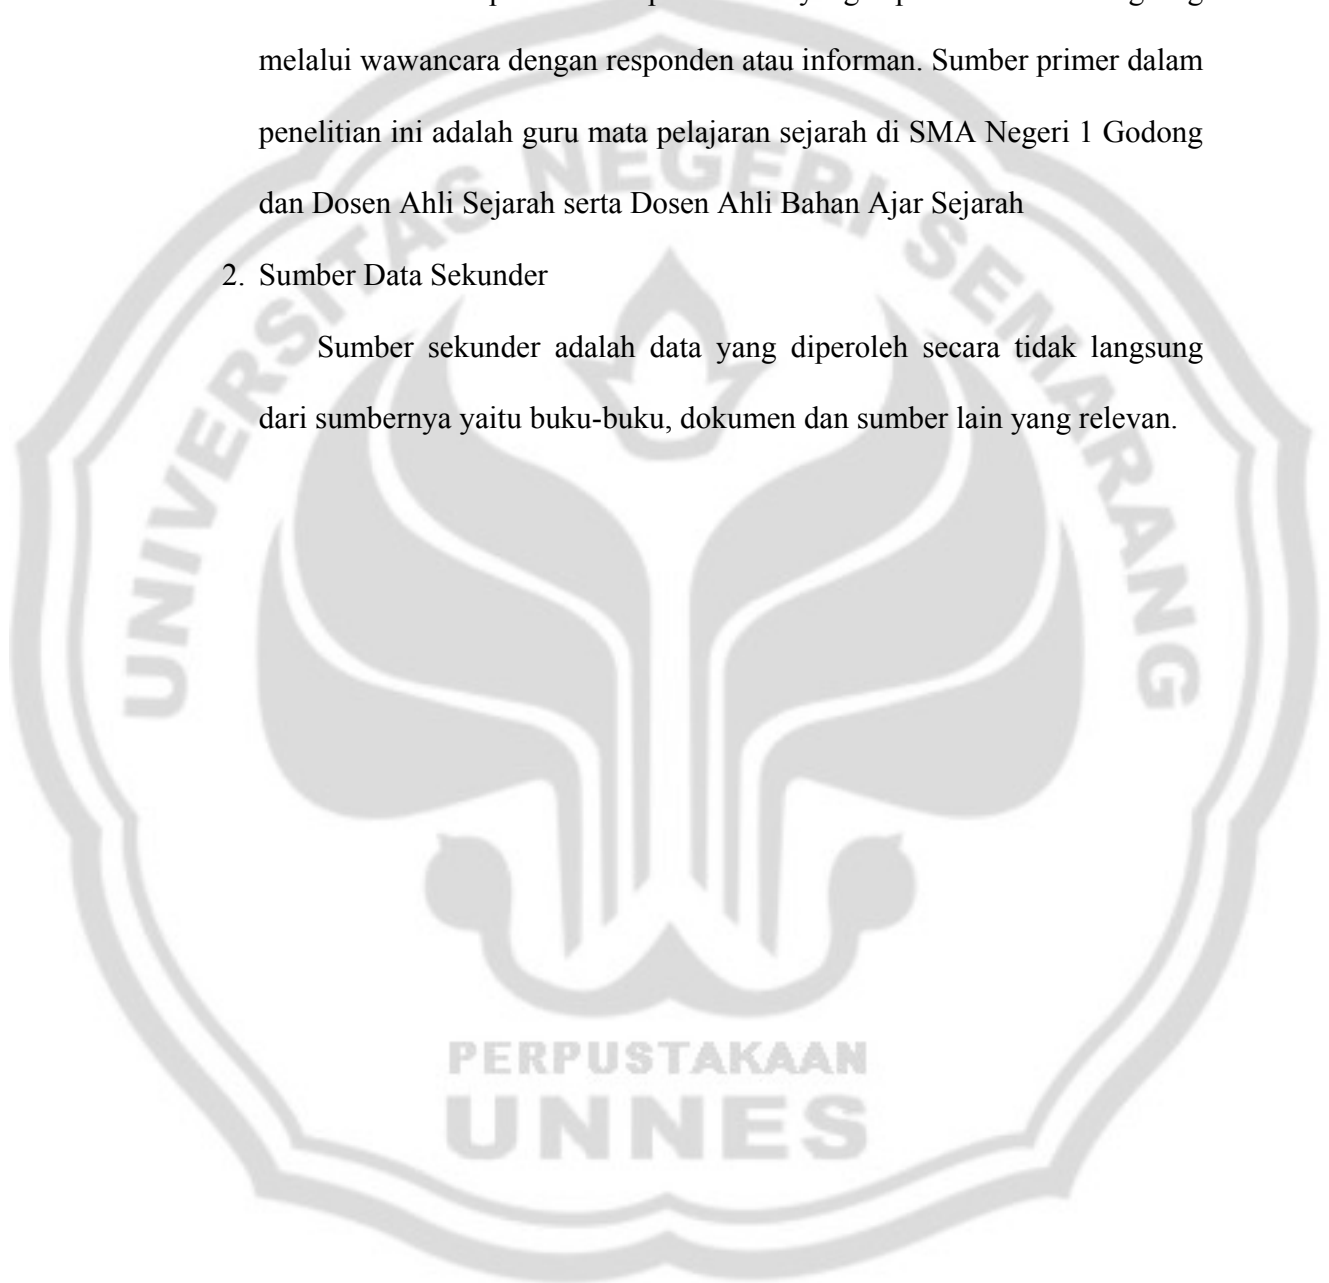 melalui wawancara dengan responden atau informan. Sumber primer dalam
penelitian ini adalah guru mata pelajaran sejarah di SMA Negeri 1 Godong
dan Dosen Ahli Sejarah serta Dosen Ahli Bahan Ajar Sejarah
2. Sumber Data Sekunder
Sumber sekunder adalah data yang diperoleh secara tidak langsung
dari sumbernya yaitu buku-buku, dokumen dan sumber lain yang relevan.
UNIVERSITAS NEGERI SEMARANG
PERPUSTAKAAN
UNNES